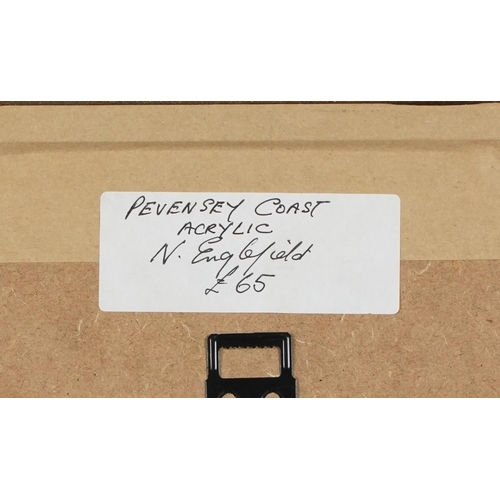 PEVENSEY COAST
ACRYLIC
N. Englefield
£65